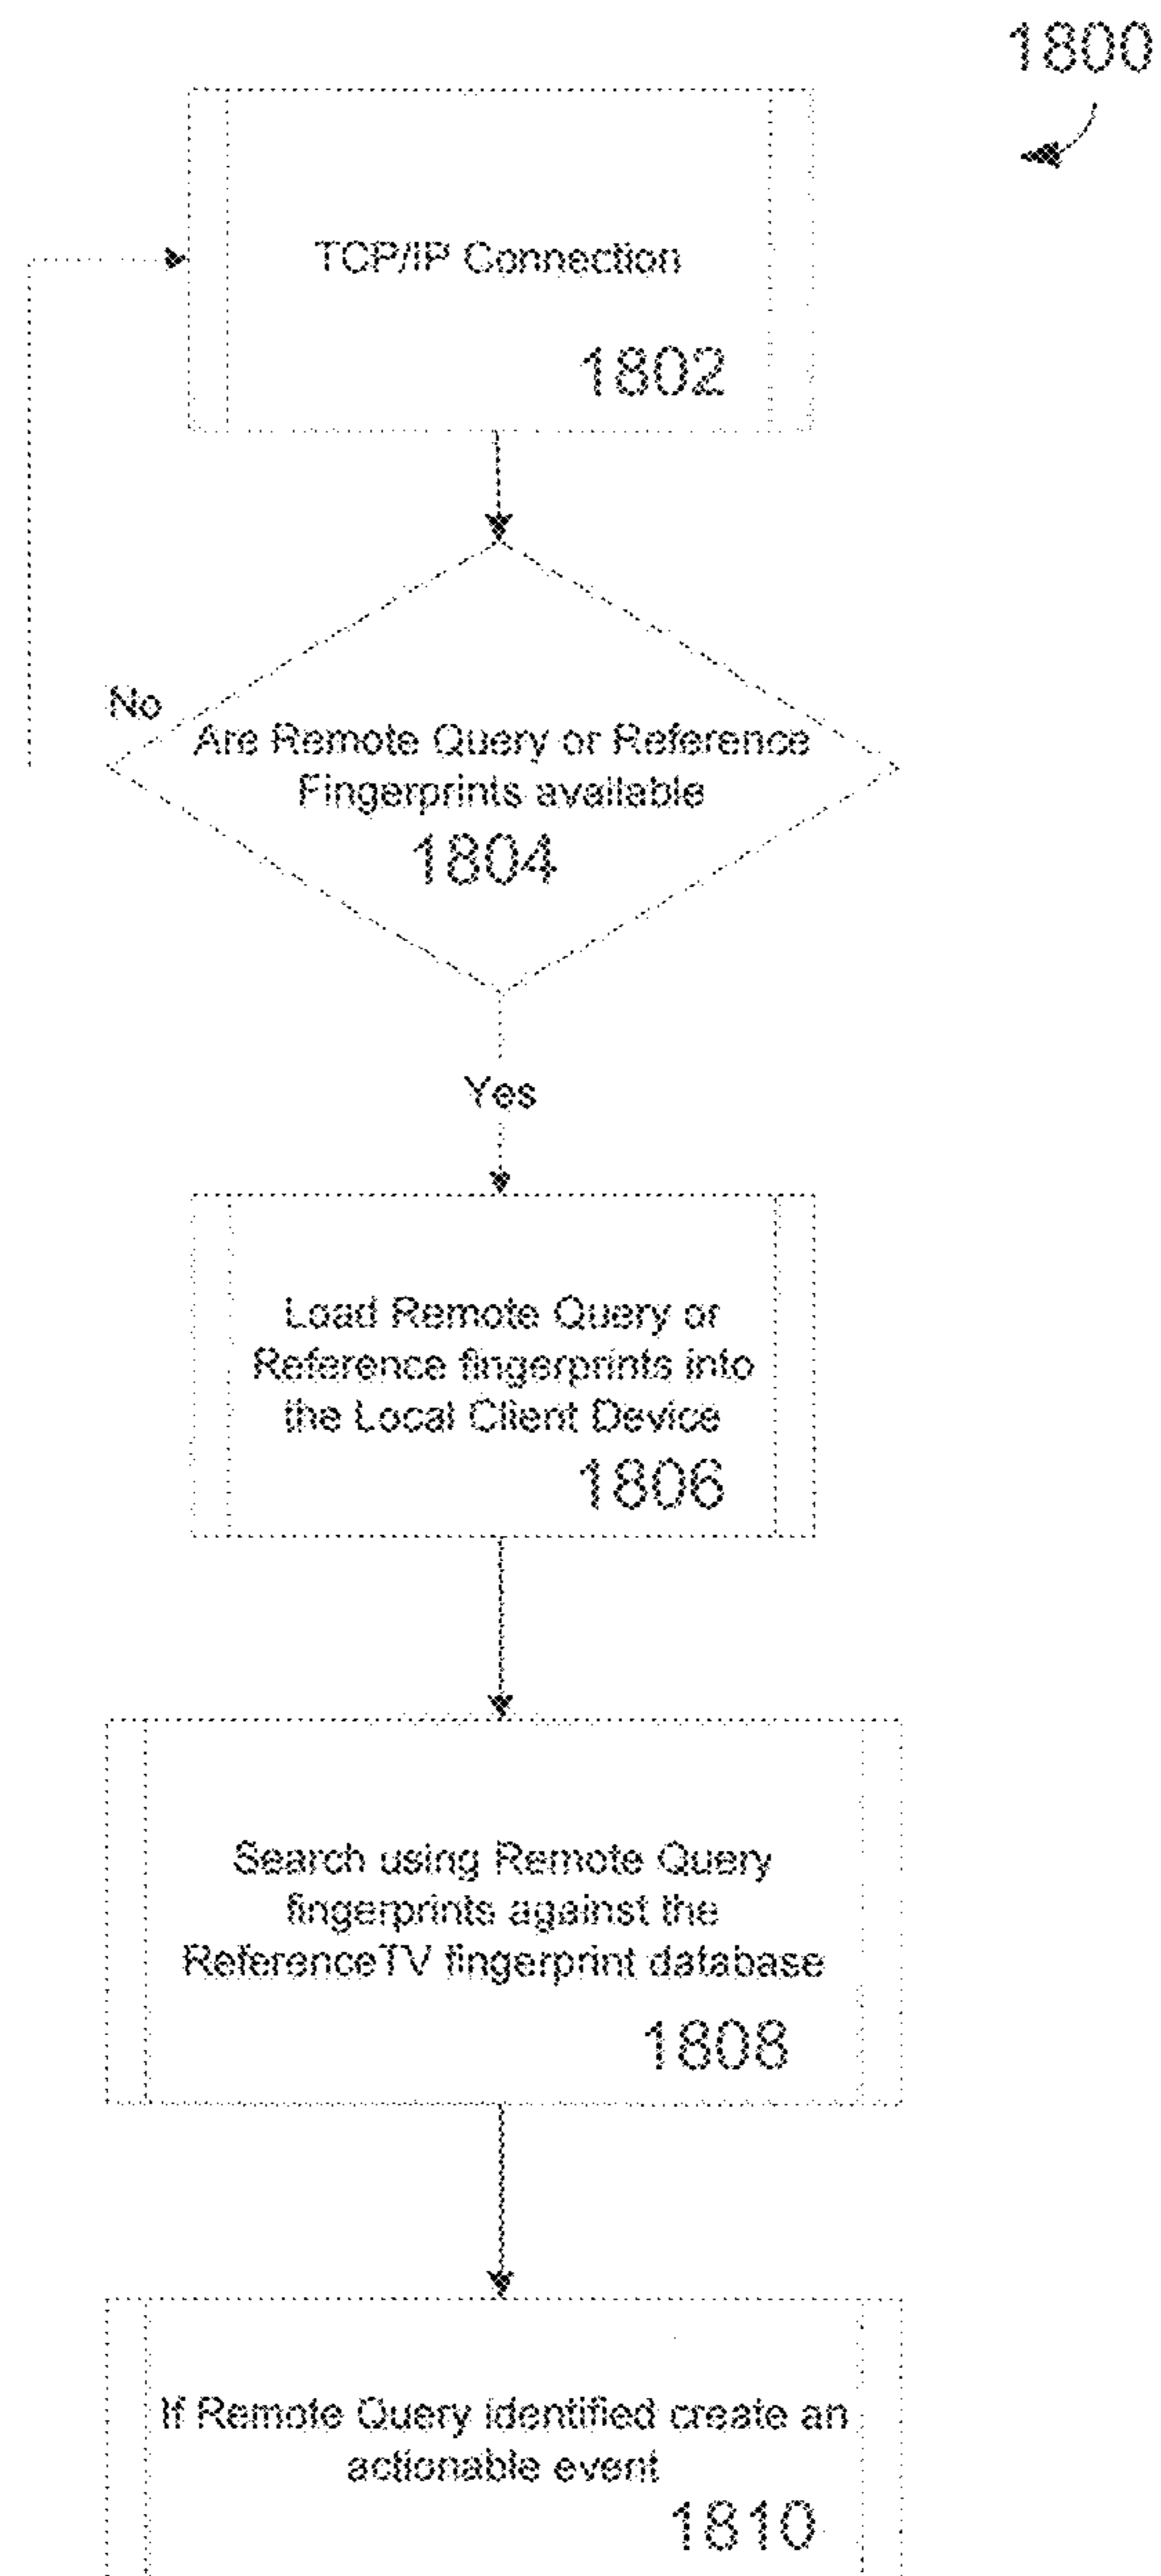 1800
TCP/IP Connection
1802
No
Are Remote Query or Reference
Fingerprints available
1804
Yes
Load Remote Query or
Reference fingerprints into
the Local Client Device
1806
Search using Remote Query
fingerprints against the
ReferenceTV fingerprint database
1808
If Remote Query identified create an
actionable event
1810